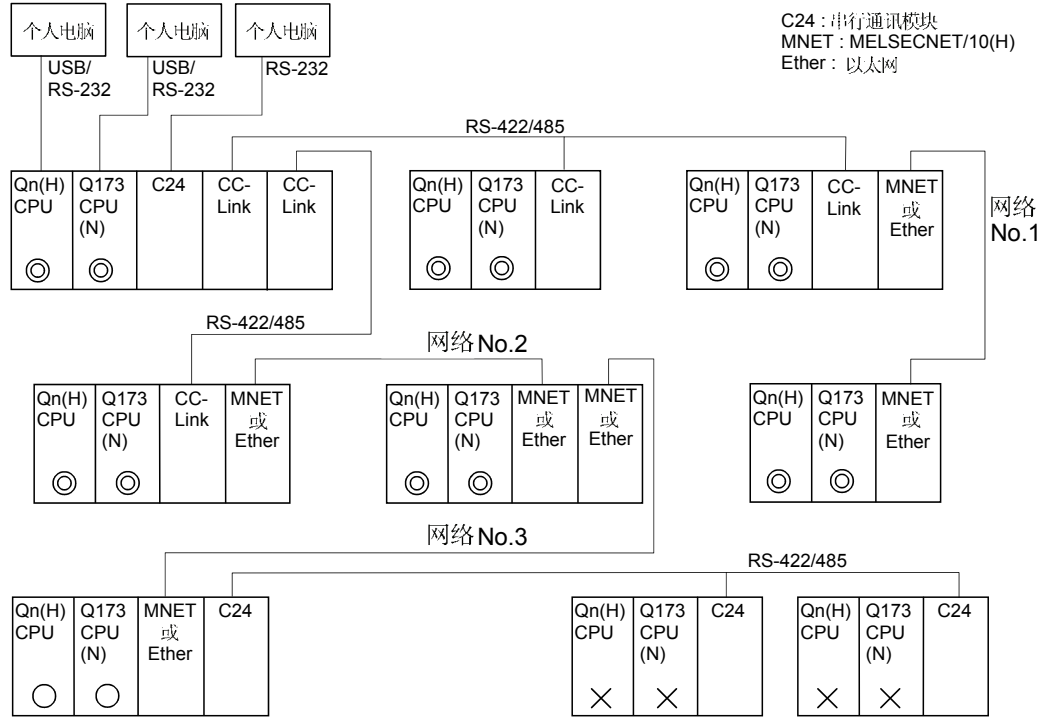 个人电脑
个人电脑
个人电脑
C24 : 串行通讯模块
MNET : MELSECNET/10(H)
Ether : 以太网
USB/
RS-232
USB/
RS-232
RS-232
RS-422/485
Qn(H)
CPU
Q173
CPU
(N)
C24
CC-
Link
CC-
Link
Qn(H)
CPU
Q173
CPU
(N)
CC-
Link
Qn(H)
CPU
Q173
CPU
(N)
CC-
Link
MNET
或
Ether
网络
No.1
RS-422/485
网络No.2
Qn(H)
CPU
Q173
CPU
(N)
CC-
Link
MNET
或
Ether
Qn(H)
CPU
Q173
CPU
(N)
MNET
或
Ether
MNET
或
Ether
Qn(H)
CPU
Q173
CPU
(N)
MNET
或
Ether
网络No.3
RS-422/485
Qn(H)
CPU
Q173
CPU
(N)
MNET
或
Ether
C24
Qn(H)
CPU
Q173
CPU
(N)
C24
Qn(H)
CPU
Q173
CPU
(N)
C24